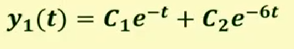 y₁(t) = C₁e⁻ᵗ + C₂e⁻⁶ᵗ